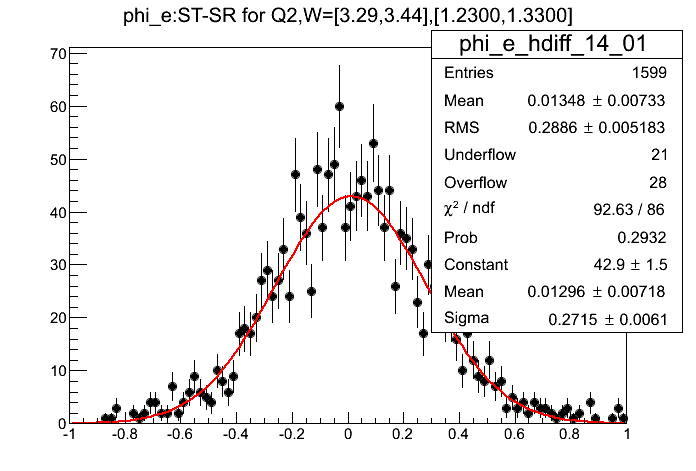 phi_e:ST-SR for Q2,W=[3.29,3.44],[1.2300,1.3300]
phi_e_hdiff_14_01
Entries 1599
Mean 0.01348 ± 0.00733
RMS 0.2886 ± 0.005183
Underflow 21
Overflow 28
χ² / ndf 92.63 / 86
Prob 0.2932
Constant 42.9 ± 1.5
Mean 0.01296 ± 0.00718
Sigma 0.2715 ± 0.0061
70
60
50
40
30
20
10
0
-1 -0.8 -0.6 -0.4 -0.2 0 0.2 0.4 0.6 0.8 1